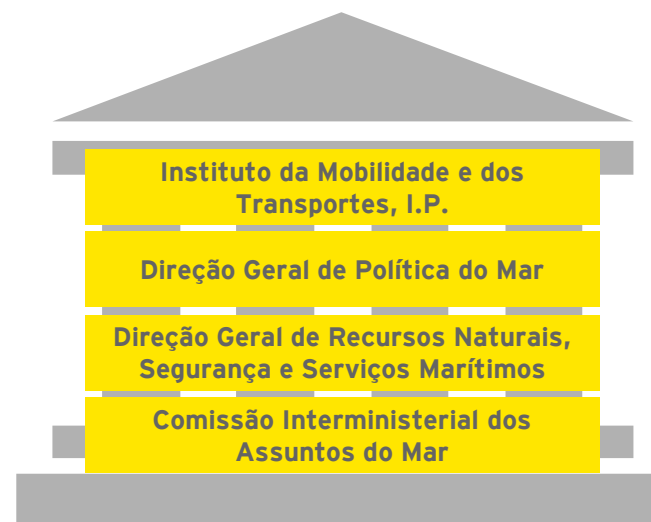 Instituto da Mobilidade e dos
Transportes, I.P.
Direção Geral de Política do Mar
Direção Geral de Recursos Naturais,
Segurança e Serviços Marítimos
Comissão Interministerial dos
Assuntos do Mar